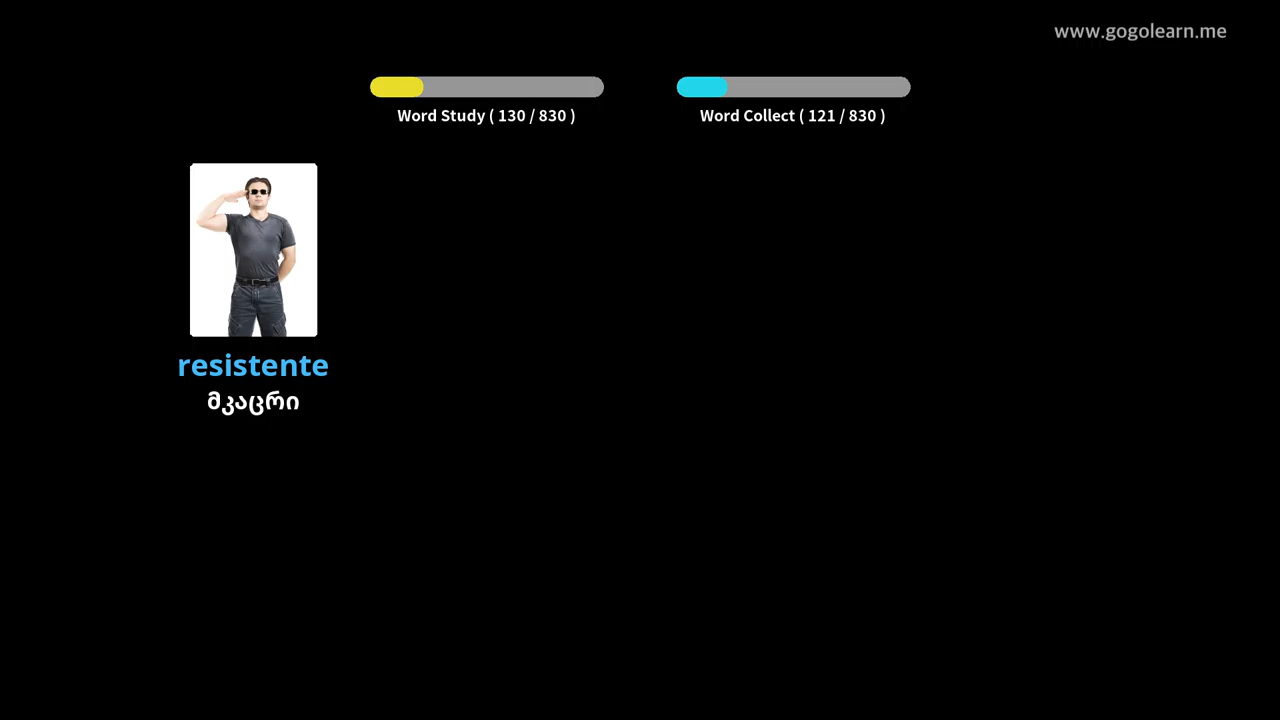 www.gogolearn.me
Word Study ( 130 / 830 )
Word Collect ( 121 / 830 )
resistente
მკაცრი